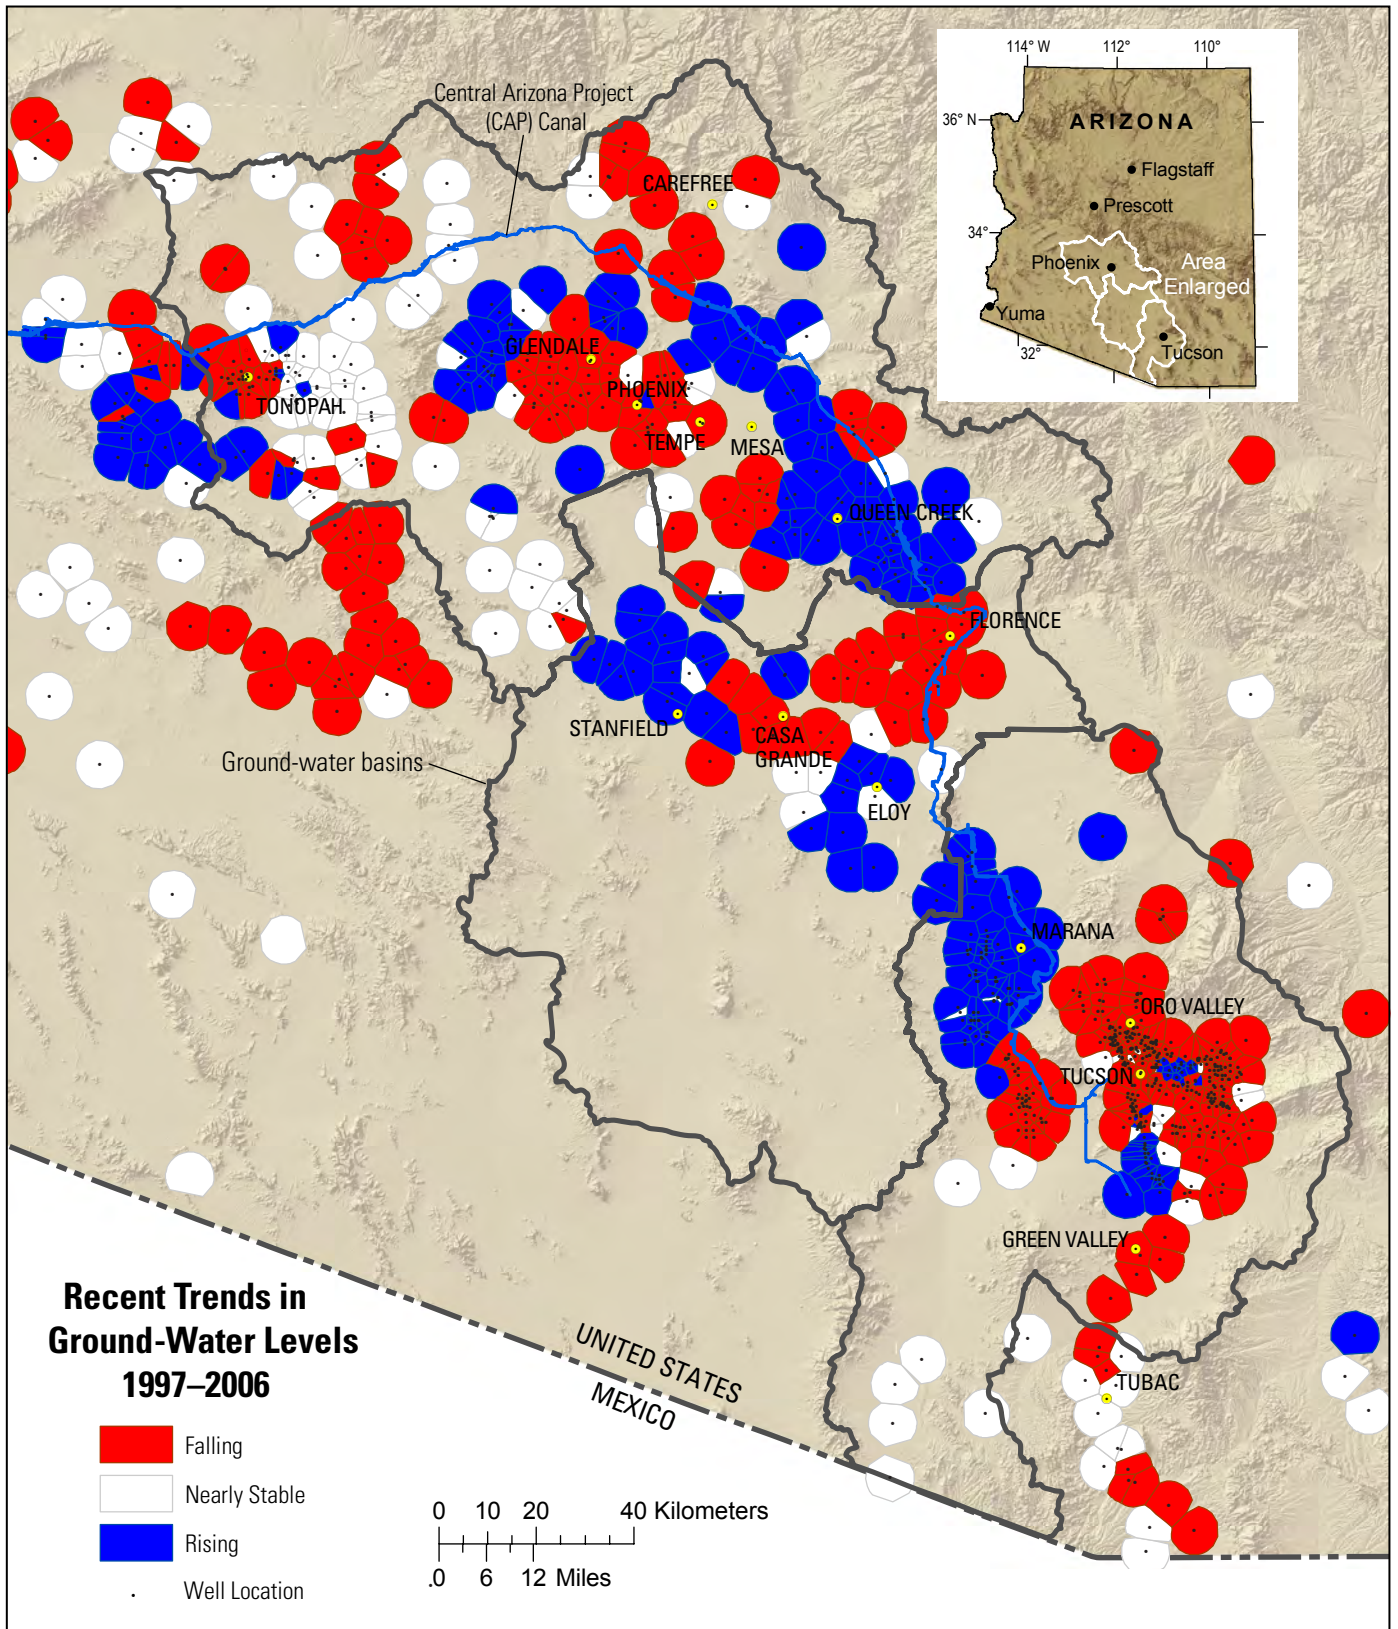 114° W
112°
110°
36° N
ARIZONA
Flagstaff
Prescott
34°
Phoenix
Area
Enlarged
Yuma
32°
Tucson
Central Arizona Project
(CAP) Canal
CAREFREE
GLENDALE
PHOENIX
TONOPAH
TEMPE
MESA
QUEEN CREEK
FLORENCE
STANFIELD
CASA
GRANDE
Ground-water basins
ELOY
MARANA
ORO VALLEY
TUCSON
GREEN VALLEY
TUBAC
UNITED STATES
MEXICO
Recent Trends in
Ground-Water Levels
1997–2006
Falling
Nearly Stable
Rising
Well Location
0 10 20 40 Kilometers
.0 6 12 Miles